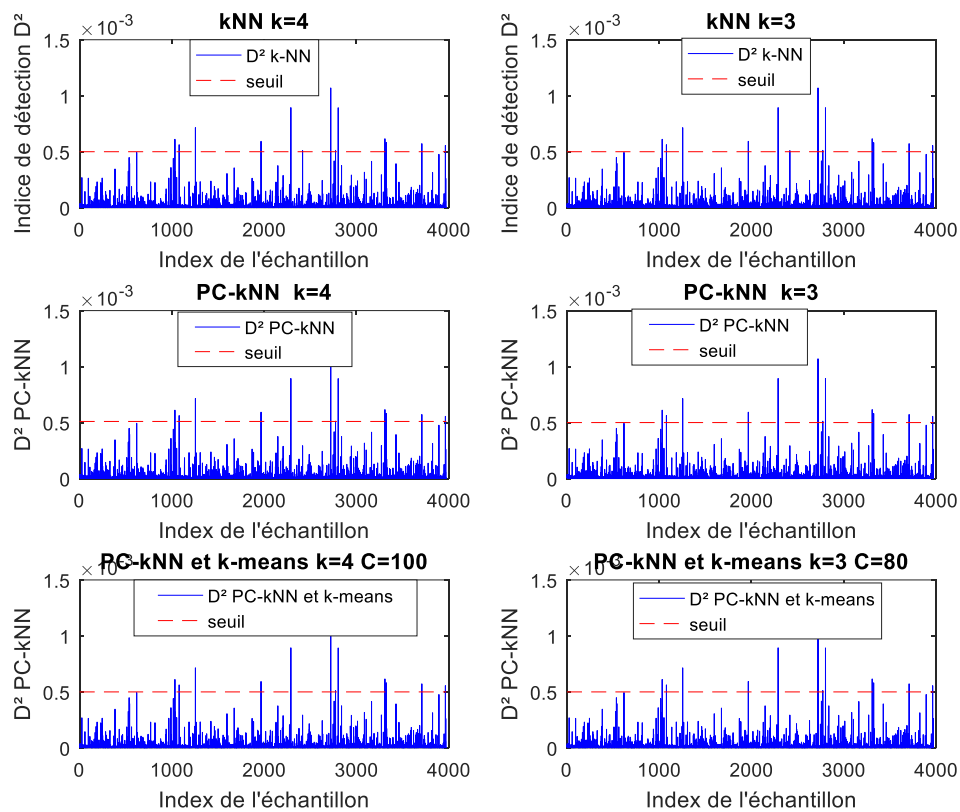 kNN k=4
×10⁻³
Indice de détection D²
1.5
1
0.5
0
D² k-NN
seuil
0 1000 2000 3000 4000
Index de l'échantillon
kNN k=3
×10⁻³
Indice de détection D²
1.5
1
0.5
0
D² k-NN
seuil
0 1000 2000 3000 4000
Index de l'échantillon
PC-kNN k=4
×10⁻³
D² PC-kNN
1.5
1
0.5
0
D² PC-kNN
seuil
0 1000 2000 3000 4000
Index de l'échantillon
PC-kNN k=3
×10⁻³
D² PC-kNN
1.5
1
0.5
0
D² PC-kNN
seuil
0 1000 2000 3000 4000
Index de l'échantillon
PC-kNN et k-means k=4 C=100
×10⁻³
D² PC-kNN
1.5
1
0.5
0
D² PC-kNN et k-means
seuil
0 1000 2000 3000 4000
Index de l'échantillon
PC-kNN et k-means k=3 C=80
×10
D² PC-kNN
1.5
1
0.5
0
D² PC-kNN et k-means
seuil
0 1000 2000 3000 4000
Index de l'échantillon